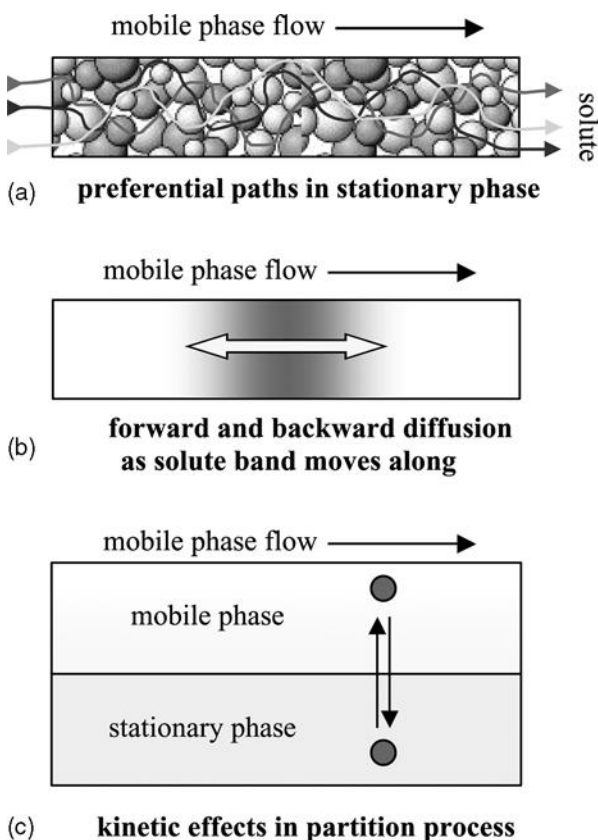 mobile phase flow
solute
(a) preferential paths in stationary phase
mobile phase flow
forward and backward diffusion
(b) as solute band moves along
mobile phase flow
mobile phase
stationary phase
(c) kinetic effects in partition process